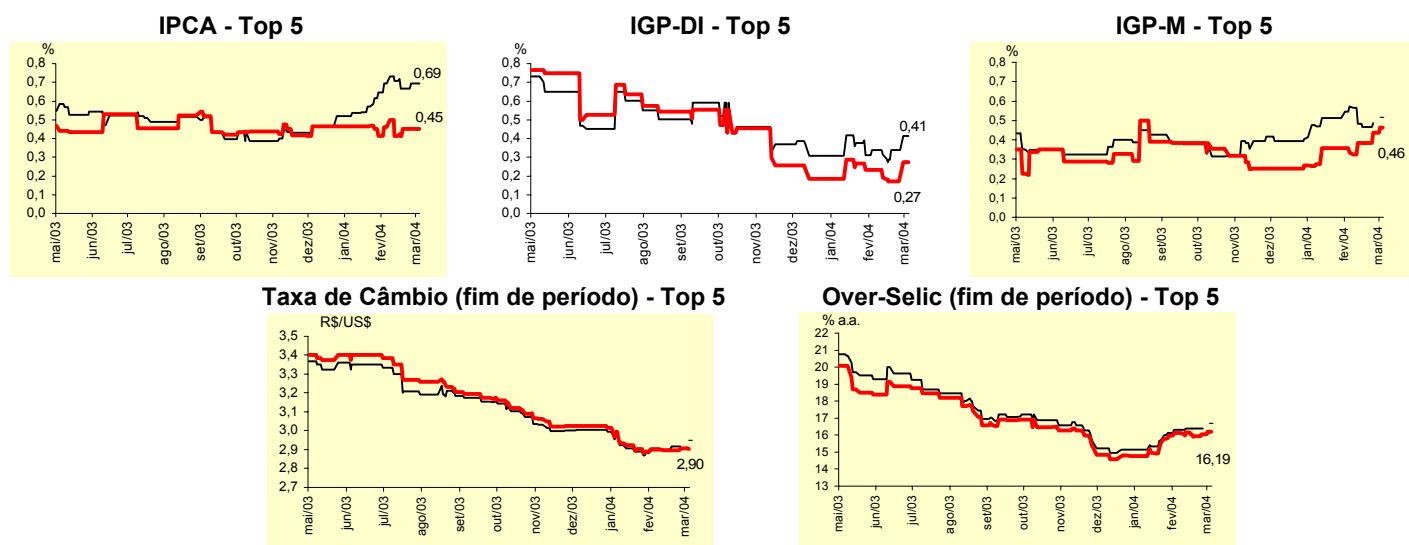 IPCA - Top 5
%
0,8
0,7
0,6
0,5
0,4
0,3
0,2
0,1
0,0
0,69
0,45
mai/03
jun/03
jul/03
ago/03
set/03
out/03
nov/03
dez/03
jan/04
fev/04
mar/04
IGP-DI - Top 5
%
0,8
0,7
0,6
0,5
0,4
0,3
0,2
0,1
0,0
0,41
0,27
mai/03
jun/03
jul/03
ago/03
set/03
out/03
nov/03
dez/03
jan/04
fev/04
mar/04
IGP-M - Top 5
%
0,8
0,7
0,6
0,5
0,4
0,3
0,2
0,1
0,0
0,46
mai/03
jun/03
jul/03
ago/03
set/03
out/03
nov/03
dez/03
jan/04
fev/04
mar/04
Taxa de Câmbio (fim de período) - Top 5
R$/US$
3,5
3,4
3,3
3,2
3,1
3,0
2,9
2,8
2,7
2,90
mai/03
jun/03
jul/03
ago/03
set/03
out/03
nov/03
dez/03
jan/04
fev/04
mar/04
Over-Selic (fim de período) - Top 5
% a.a.
22
21
20
19
18
17
16
15
14
13
16,19
mai/03
jun/03
jul/03
ago/03
set/03
out/03
nov/03
dez/03
jan/04
fev/04
mar/04